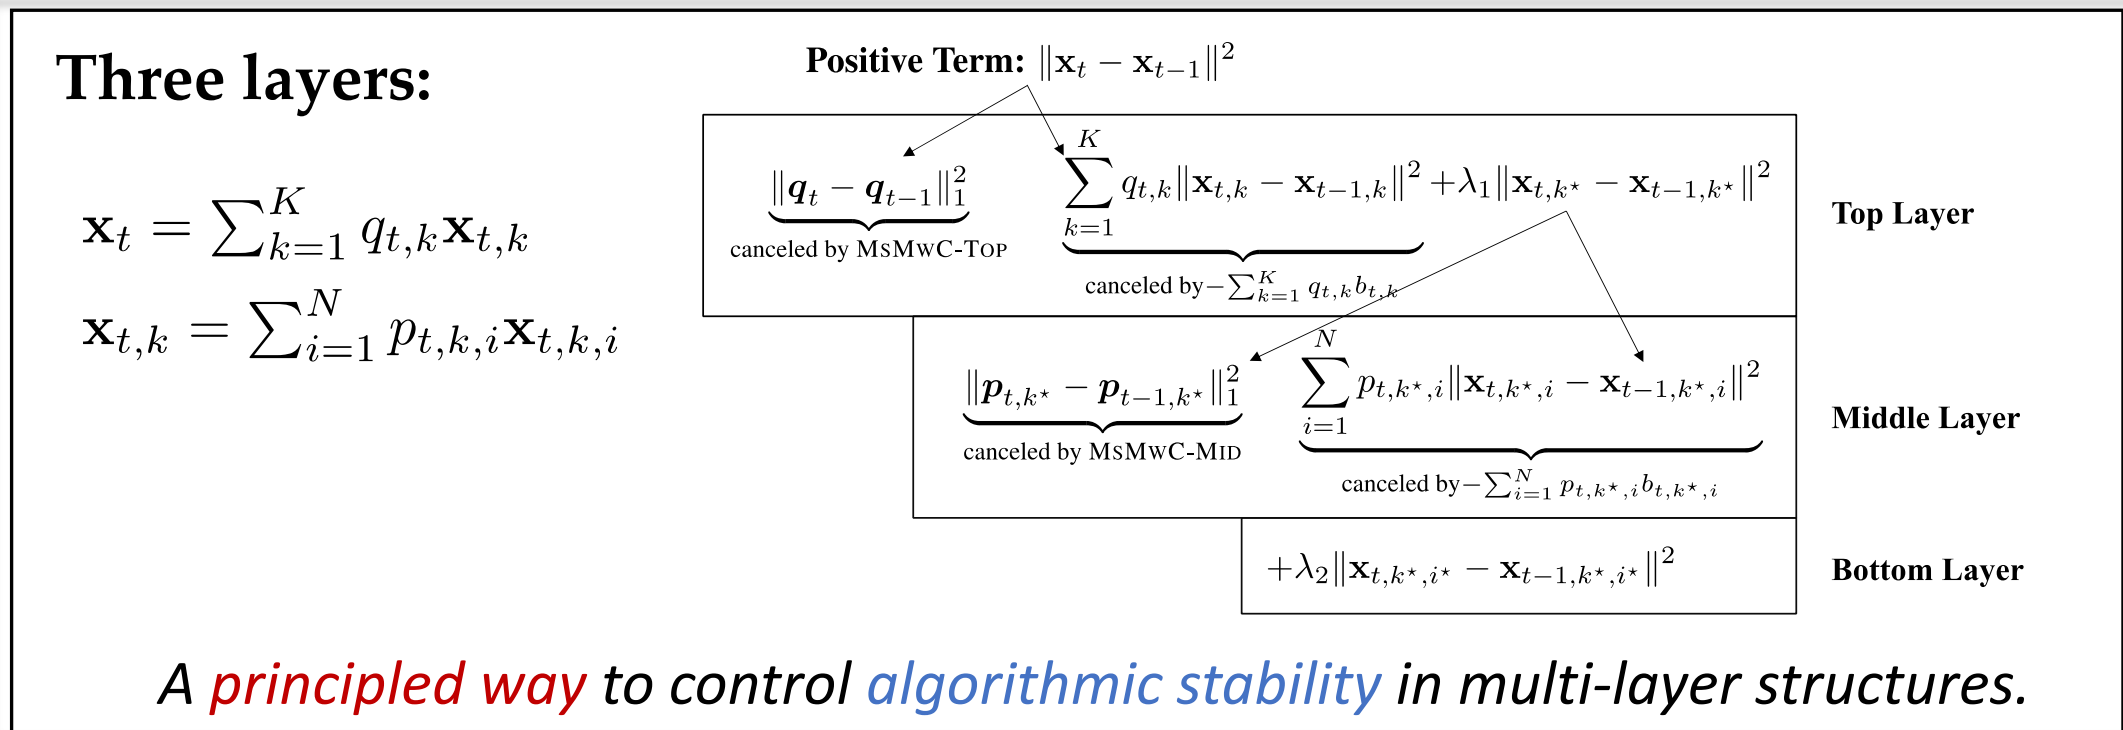 Three layers:
Positive Term: ‖x_t − x_{t−1}‖²
x_t = ∑_{k=1}^{K} q_{t,k} x_{t,k}
x_{t,k} = ∑_{i=1}^{N} p_{t,k,i} x_{t,k,i}
‖q_t − q_{t−1}‖₁² ∑_{k=1}^{K} q_{t,k}‖x_{t,k} − x_{t−1,k}‖² +λ₁‖x_{t,k⋆} − x_{t−1,k⋆}‖²
Top Layer
canceled by MSMWC-TOP
canceled by −∑_{k=1}^{K} q_{t,k} b_{t,k}
‖p_{t,k⋆} − p_{t−1,k⋆}‖₁² ∑_{i=1}^{N} p_{t,k⋆,i}‖x_{t,k⋆,i} − x_{t−1,k⋆,i}‖²
Middle Layer
canceled by MSMWC-MID
canceled by −∑_{i=1}^{N} p_{t,k⋆,i} b_{t,k⋆,i}
+λ₂‖x_{t,k⋆,i⋆} − x_{t−1,k⋆,i⋆}‖²
Bottom Layer
A principled way to control algorithmic stability in multi-layer structures.